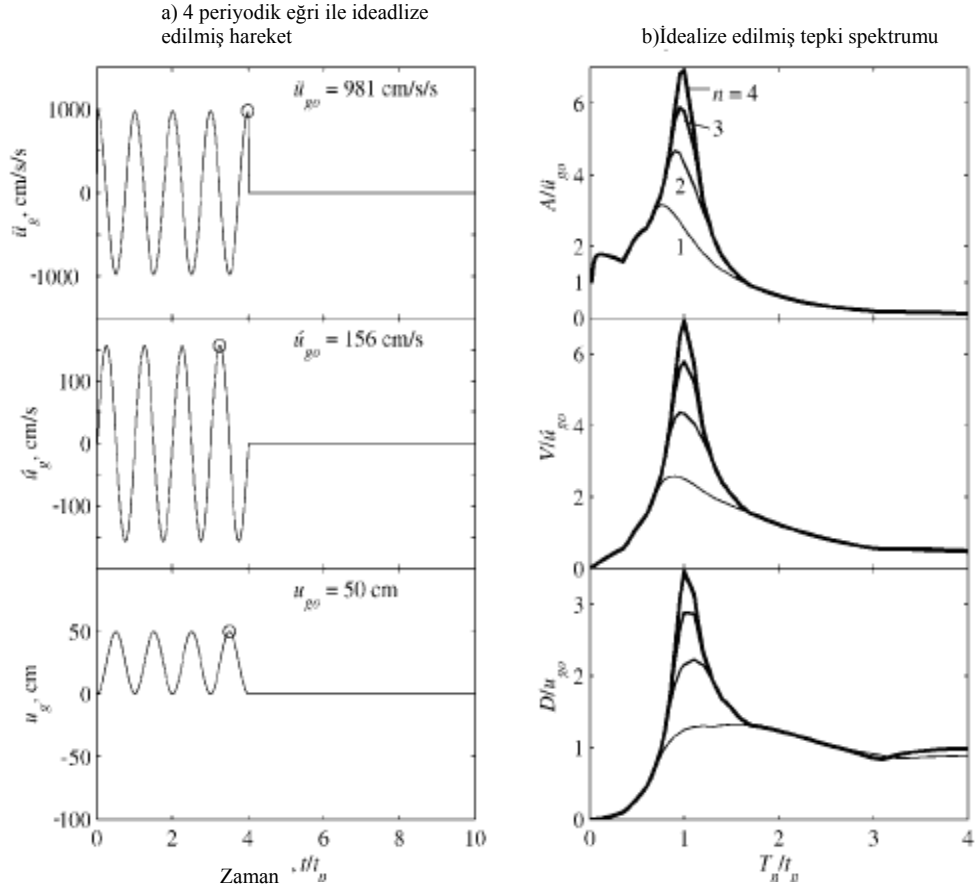 a) 4 periyodik eğri ile ideadlize
edilmiş hareket
b)İdealize edilmiş tepki spektrumu
ü_go = 981 cm/s/s
1000
0
-1000
ü_g, cm/s/s
n = 4
3
2
1
6
4
2
1
0
A/ü_go
u̇_go = 156 cm/s
100
0
-100
u̇_g, cm/s
6
4
2
0
V/u̇_go
u_go = 50 cm
50
0
-50
-100
u_g, cm
3
2
1
0
D/u_go
0 2 4 6 8 10
Zaman , t/t_p
0 1 2 3 4
T_n/t_p